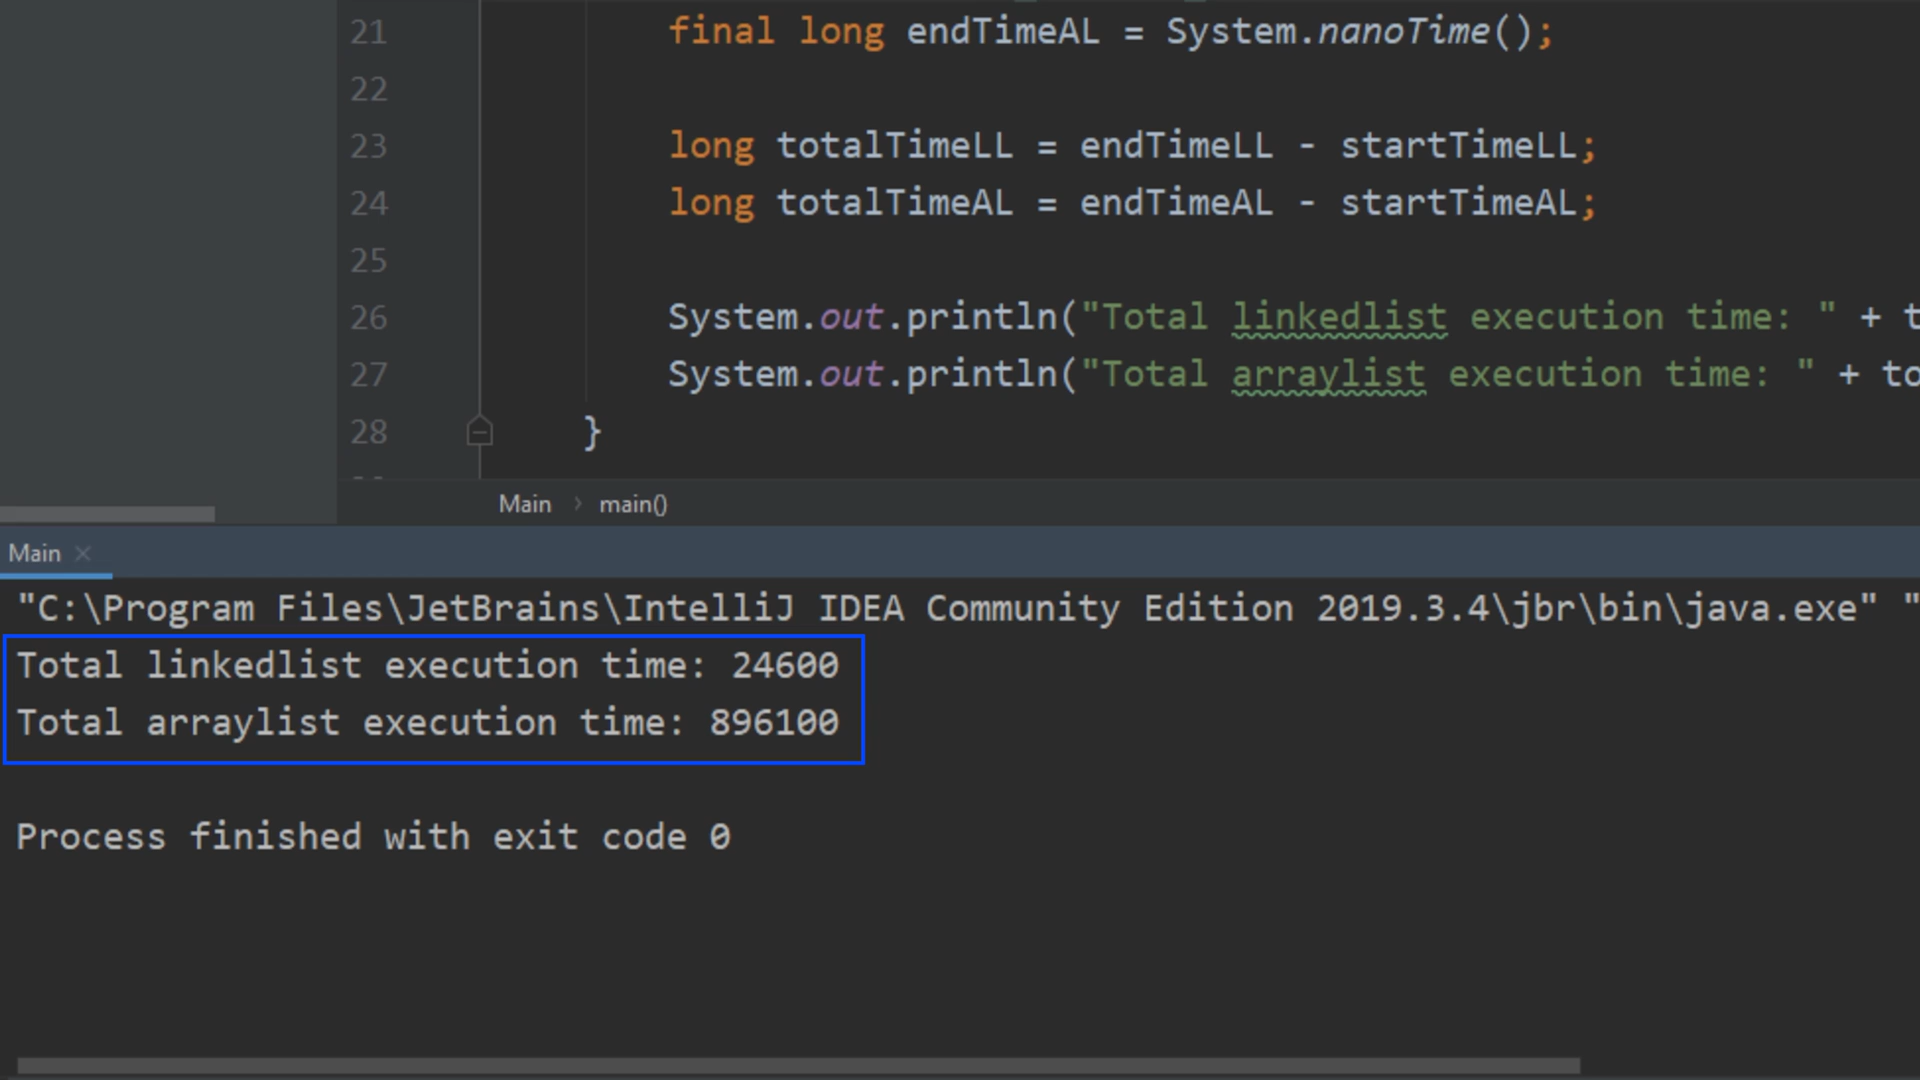 21 final long endTimeAL = System.nanoTime();
22
23 long totalTimeLL = endTimeLL - startTimeLL;
24 long totalTimeAL = endTimeAL - startTimeAL;
25
26 System.out.println("Total linkedlist execution time: " + t
27 System.out.println("Total arraylist execution time: " + to
28 }
Main › main()
Main ×
"C:\Program Files\JetBrains\IntelliJ IDEA Community Edition 2019.3.4\jbr\bin\java.exe" "
Total linkedlist execution time: 24600
Total arraylist execution time: 896100
Process finished with exit code 0